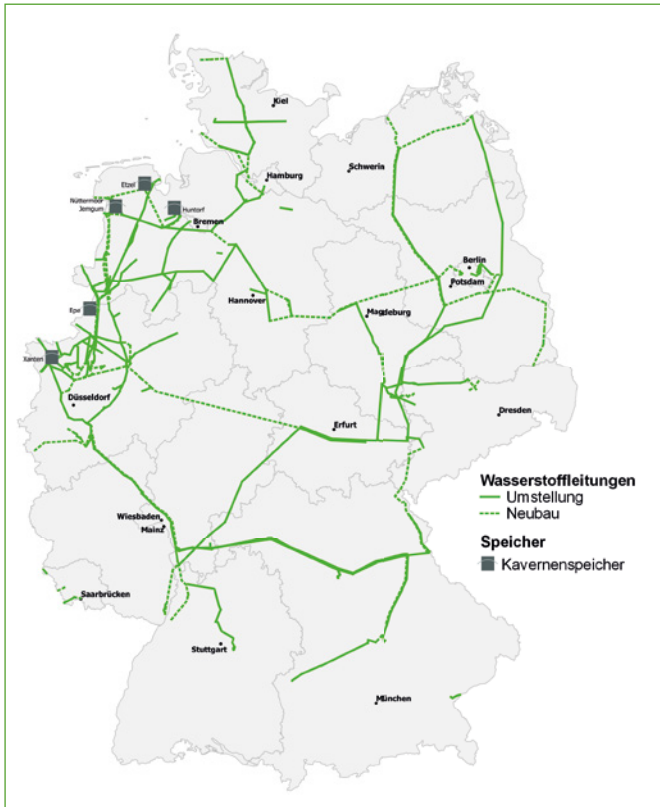 Kiel
Schwerin
Hamburg
Etzel
Nüttermoor
Jemgum
Huntorf
Bremen
Berlin
Potsdam
Hannover
Magdeburg
Epe
Xanten
Düsseldorf
Erfurt
Dresden
Wasserstoffleitungen
Umstellung
Neubau
Speicher
Kavernenspeicher
Wiesbaden
Mainz
Saarbrücken
Stuttgart
München